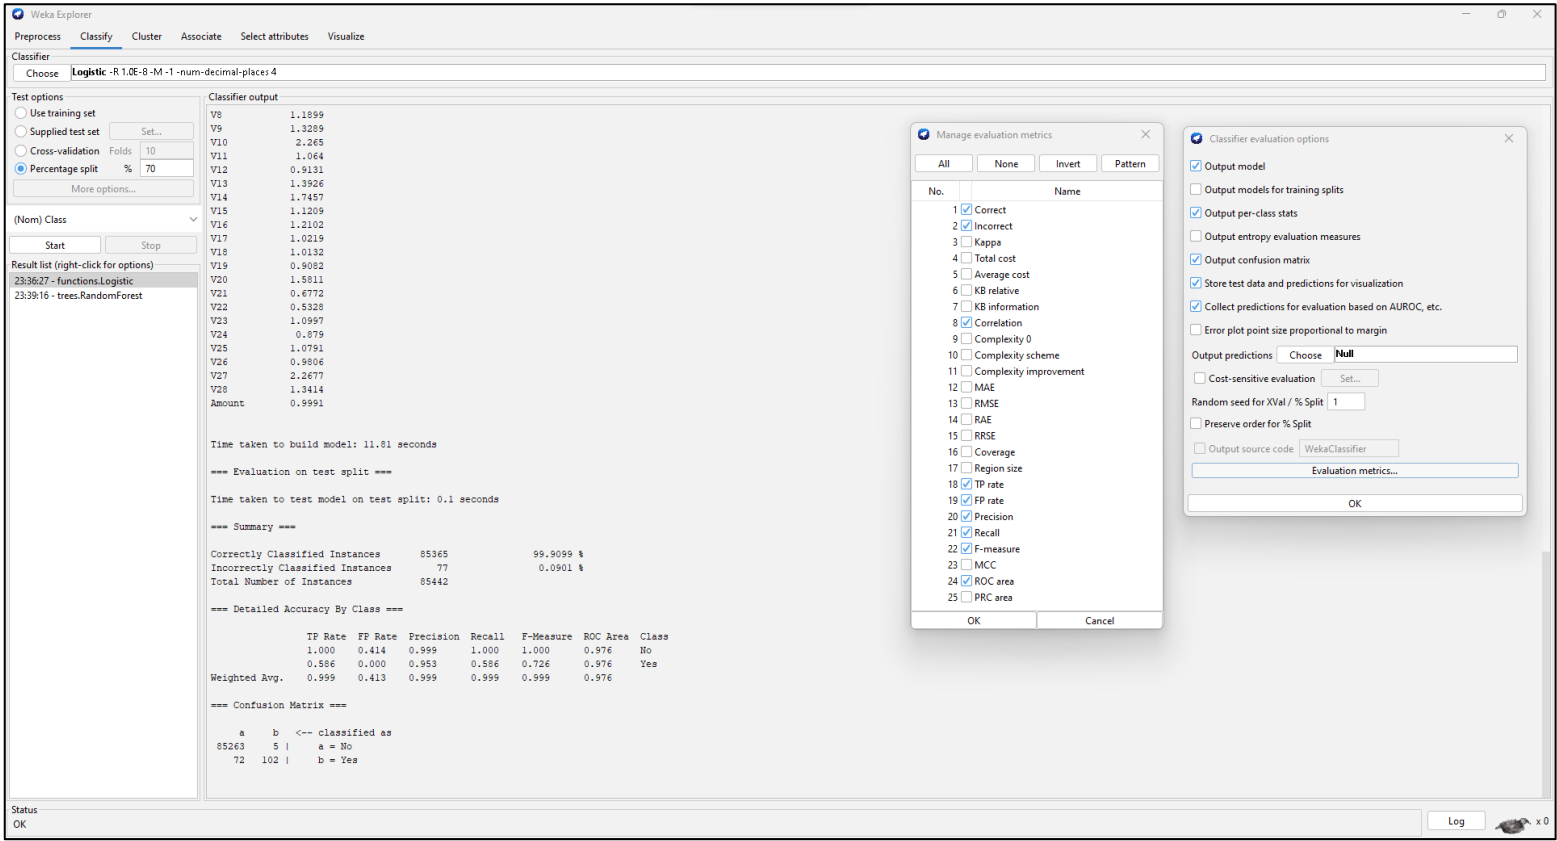 Weka Explorer
Preprocess Classify Cluster Associate Select attributes Visualize
Classifier
Choose Logistic -R 1.0E-8 -M -1 -num-decimal-places 4
Test options
Use training set
Supplied test set Set...
Cross-validation Folds 10
Percentage split % 70
More options...
(Nom) Class
Start Stop
Result list (right-click for options)
23:36:27 - functions.Logistic
23:39:16 - trees.RandomForest
Classifier output
V8 1.1899
V9 1.3289
V10 2.265
V11 1.064
V12 0.9131
V13 1.3926
V14 1.7457
V15 1.1209
V16 1.2102
V17 1.0219
V18 1.0132
V19 0.9082
V20 1.5811
V21 0.6772
V22 0.5328
V23 1.0997
V24 0.879
V25 1.0791
V26 0.9806
V27 2.2677
V28 1.3414
Amount 0.9991
Time taken to build model: 11.81 seconds
=== Evaluation on test split ===
Time taken to test model on test split: 0.1 seconds
=== Summary ===
Correctly Classified Instances 85365 99.9099 %
Incorrectly Classified Instances 77 0.0901 %
Total Number of Instances 85442
=== Detailed Accuracy By Class ===
TP Rate FP Rate Precision Recall F-Measure ROC Area Class
1.000 0.414 0.999 1.000 1.000 0.976 No
0.586 0.000 0.953 0.586 0.726 0.976 Yes
Weighted Avg. 0.999 0.413 0.999 0.999 0.999 0.976
=== Confusion Matrix ===
a b <-- classified as
85263 5 | a = No
72 102 | b = Yes
Manage evaluation metrics
All None Invert Pattern
No. Name
1 Correct
2 Incorrect
3 Kappa
4 Total cost
5 Average cost
6 KB relative
7 KB information
8 Correlation
9 Complexity 0
10 Complexity scheme
11 Complexity improvement
12 MAE
13 RMSE
14 RAE
15 RRSE
16 Coverage
17 Region size
18 TP rate
19 FP rate
20 Precision
21 Recall
22 F-measure
23 MCC
24 ROC area
25 PRC area
OK Cancel
Classifier evaluation options
Output model
Output models for training splits
Output per-class stats
Output entropy evaluation measures
Output confusion matrix
Store test data and predictions for visualization
Collect predictions for evaluation based on AUROC, etc.
Error plot point size proportional to margin
Output predictions Choose Null
Cost-sensitive evaluation Set...
Random seed for XVal / % Split 1
Preserve order for % Split
Output source code WekaClassifier
Evaluation metrics...
OK
Status
OK
Log x 0